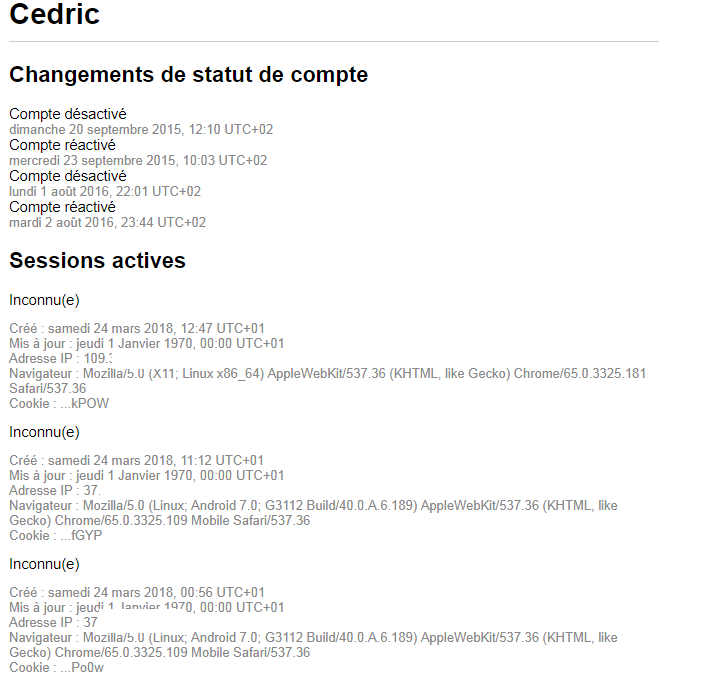 Cedric
Changements de statut de compte
Compte désactivé
dimanche 20 septembre 2015, 12:10 UTC+02
Compte réactivé
mercredi 23 septembre 2015, 10:03 UTC+02
Compte désactivé
lundi 1 août 2016, 22:01 UTC+02
Compte réactivé
mardi 2 août 2016, 23:44 UTC+02
Sessions actives
Inconnu(e)
Créé : samedi 24 mars 2018, 12:47 UTC+01
Mis à jour : jeudi 1 Janvier 1970, 00:00 UTC+01
Adresse IP : 109.
Navigateur : Mozilla/5.0 (X11; Linux x86_64) AppleWebKit/537.36 (KHTML, like Gecko) Chrome/65.0.3325.181
Safari/537.36
Cookie : ...kPOW
Inconnu(e)
Créé : samedi 24 mars 2018, 11:12 UTC+01
Mis à jour : jeudi 1 Janvier 1970, 00:00 UTC+01
Adresse IP : 37.
Navigateur : Mozilla/5.0 (Linux; Android 7.0; G3112 Build/40.0.A.6.189) AppleWebKit/537.36 (KHTML, like
Gecko) Chrome/65.0.3325.109 Mobile Safari/537.36
Cookie : ...fGYP
Inconnu(e)
Créé : samedi 24 mars 2018, 00:56 UTC+01
Mis à jour : jeudi 1 Janvier 1970, 00:00 UTC+01
Adresse IP : 37
Navigateur : Mozilla/5.0 (Linux; Android 7.0; G3112 Build/40.0.A.6.189) AppleWebKit/537.36 (KHTML, like
Gecko) Chrome/65.0.3325.109 Mobile Safari/537.36
Cookie : ...Po0w